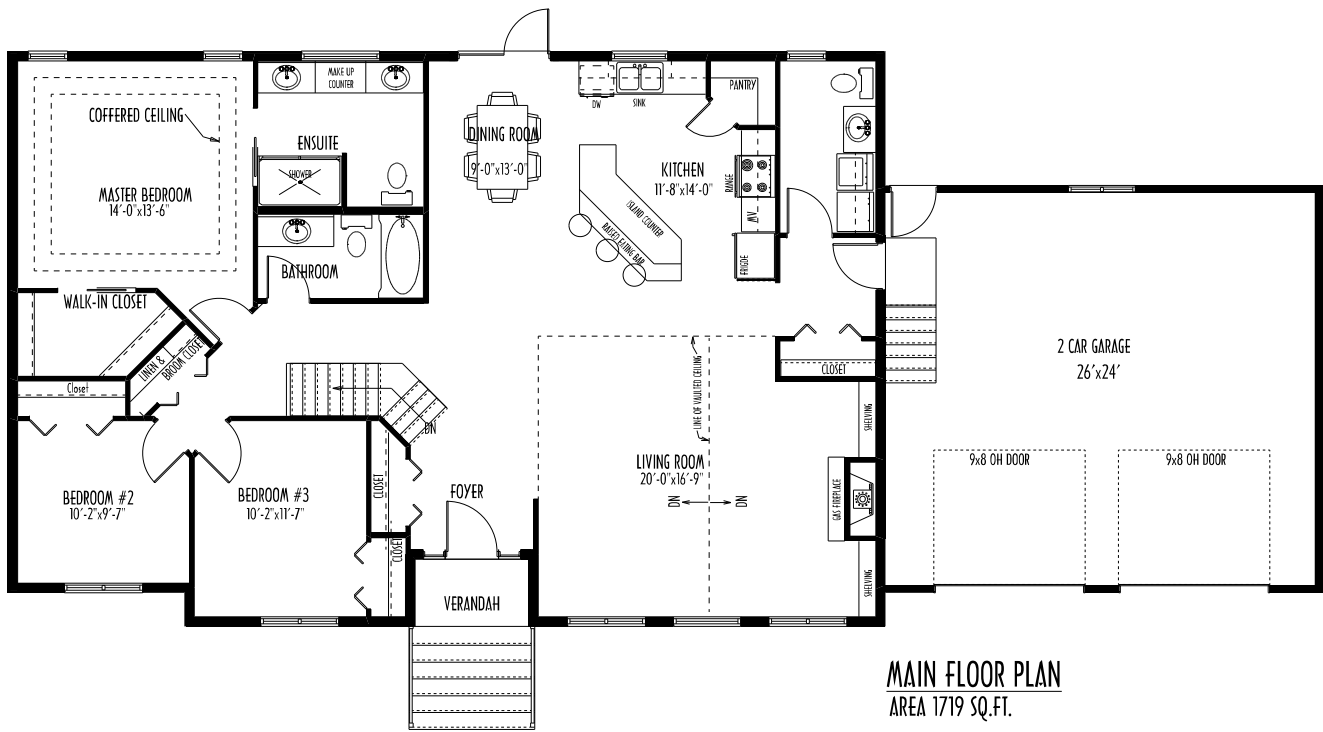 MAKE UP
COUNTER
DW
SINK
PANTRY
COFFERED CEILING
ENSUITE
DINING ROOM
9'-0"x13'-0"
KITCHEN
11'-8"x14'-0"
RANGE
SHOWER
MASTER BEDROOM
14'-0"x13'-6"
ISLAND COUNTER
RAISED EATING BAR
MV
FRIGDE
BATHROOM
WALK-IN CLOSET
LINEN &
BROOM CLOSET
Closet
LINE OF VAULTED CEILING
CLOSET
2 CAR GARAGE
26'x24'
SHELVING
DN
LIVING ROOM
20'-0"x16'-9"
DN
DN
9x8 OH DOOR
9x8 OH DOOR
BEDROOM #2
10'-2"x9'-7"
BEDROOM #3
10'-2"x11'-7"
CLOSET
FOYER
GAS FIREPLACE
CLOSET
VERANDAH
SHELVING
MAIN FLOOR PLAN
AREA 1719 SQ.FT.